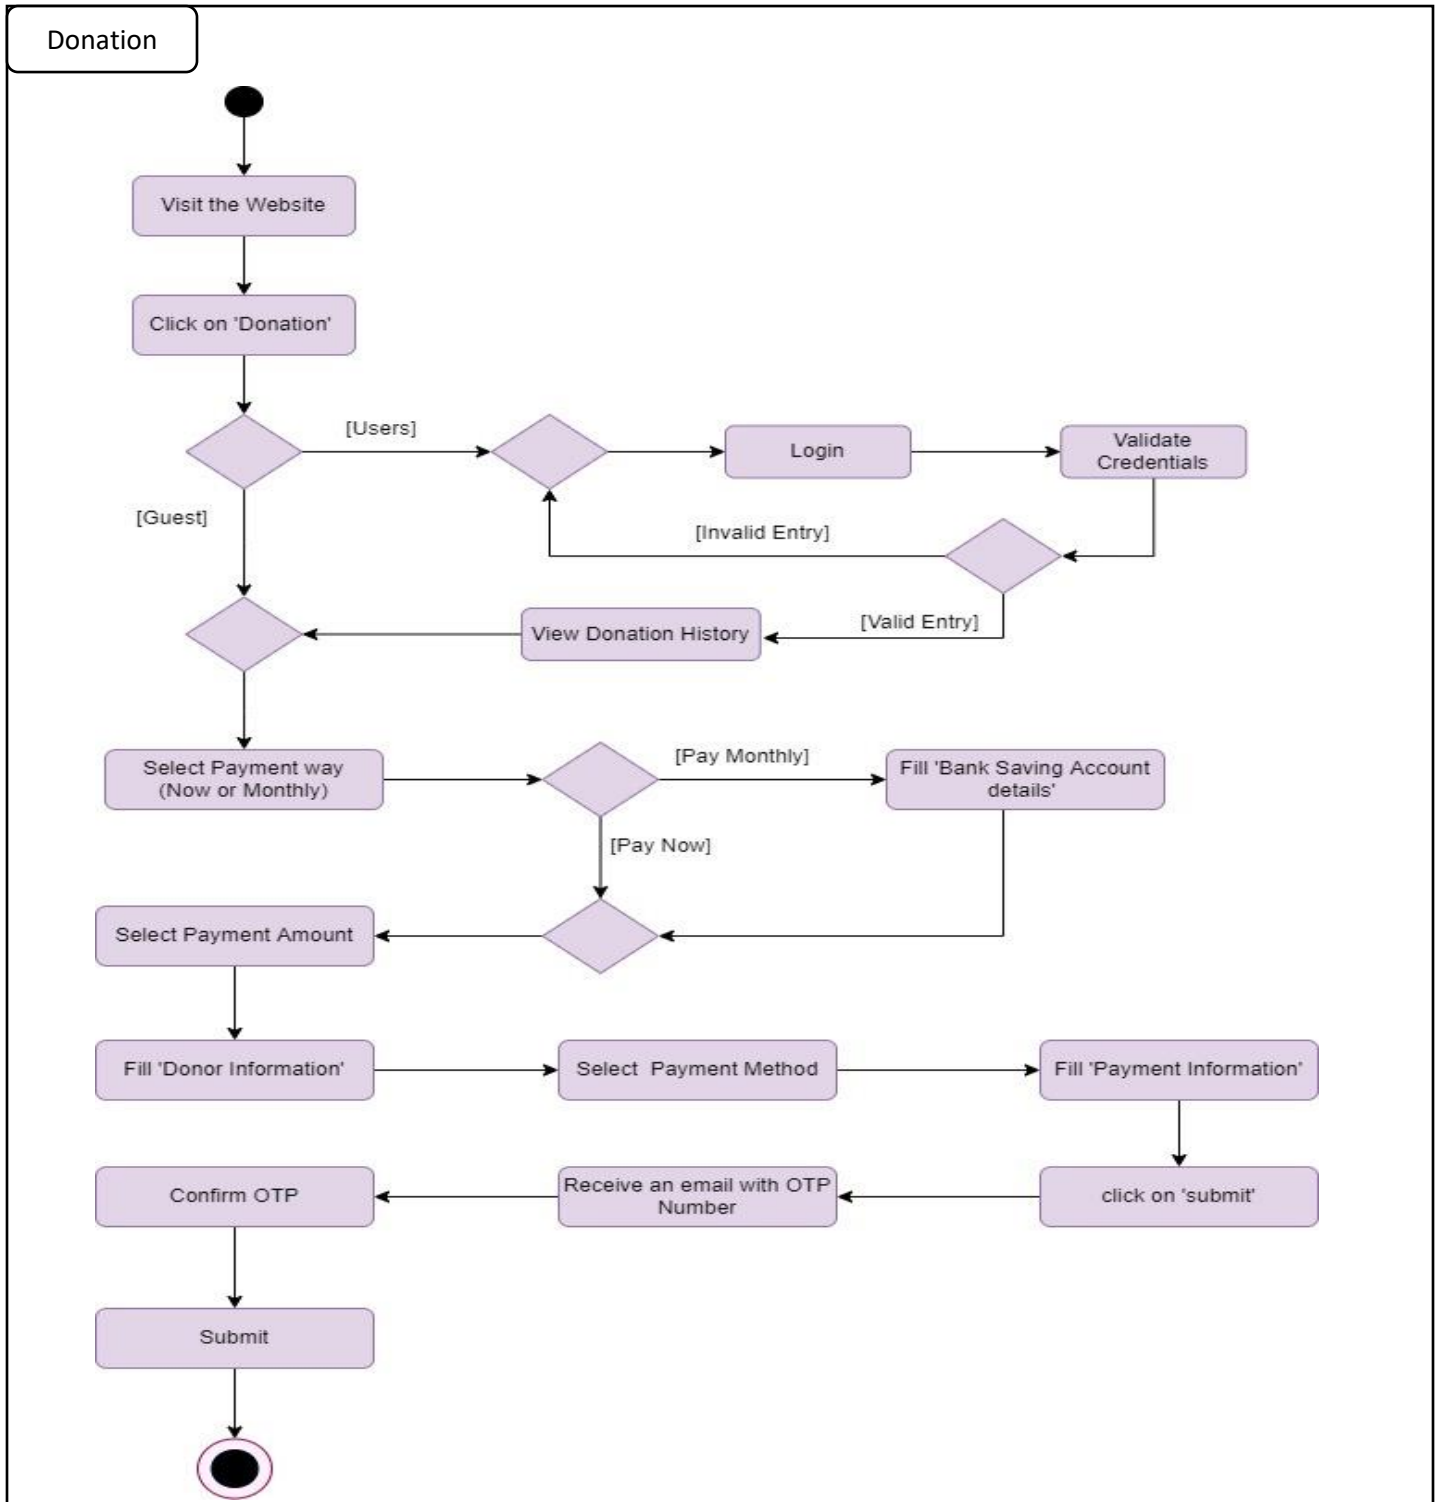 Donation
Visit the Website
Click on 'Donation'
[Users]
Login
Validate
Credentials
[Guest]
[Invalid Entry]
View Donation History
[Valid Entry]
Select Payment way
(Now or Monthly)
[Pay Monthly]
Fill 'Bank Saving Account
details'
[Pay Now]
Select Payment Amount
Fill 'Donor Information'
Select  Payment Method
Fill 'Payment Information'
Confirm OTP
Receive an email with OTP
Number
click on 'submit'
Submit